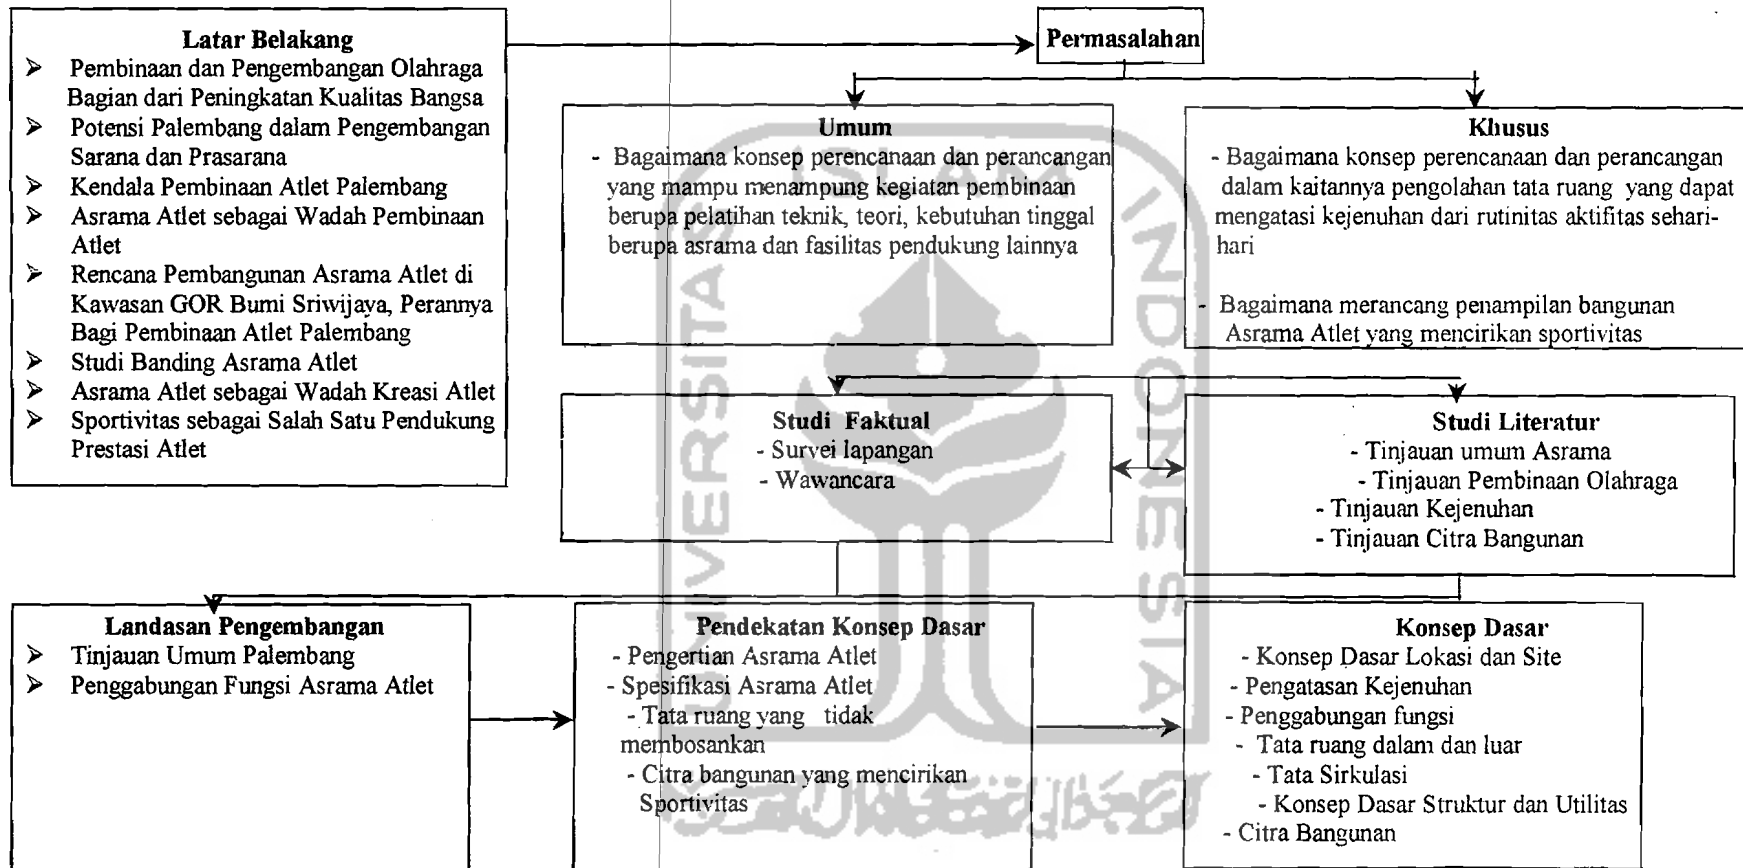 Latar Belakang
➢ Pembinaan dan Pengembangan Olahraga
Bagian dari Peningkatan Kualitas Bangsa
➢ Potensi Palembang dalam Pengembangan
Sarana dan Prasarana
➢ Kendala Pembinaan Atlet Palembang
➢ Asrama Atlet sebagai Wadah Pembinaan
Atlet
➢ Rencana Pembangunan Asrama Atlet di
Kawasan GOR Bumi Sriwijaya, Perannya
Bagi Pembinaan Atlet Palembang
➢ Studi Banding Asrama Atlet
➢ Asrama Atlet sebagai Wadah Kreasi Atlet
➢ Sportivitas sebagai Salah Satu Pendukung
Prestasi Atlet
Permasalahan
Umum
- Bagaimana konsep perencanaan dan perancangan
yang mampu menampung kegiatan pembinaan
berupa pelatihan teknik, teori, kebutuhan tinggal
berupa asrama dan fasilitas pendukung lainnya
Khusus
- Bagaimana konsep perencanaan dan perancangan
dalam kaitannya pengolahan tata ruang yang dapat
mengatasi kejenuhan dari rutinitas aktifitas sehari-
hari
- Bagaimana merancang penampilan bangunan
Asrama Atlet yang mencirikan sportivitas
Studi Faktual
- Survei lapangan
- Wawancara
Studi Literatur
- Tinjauan umum Asrama
- Tinjauan Pembinaan Olahraga
- Tinjauan Kejenuhan
- Tinjauan Citra Bangunan
Landasan Pengembangan
➢ Tinjauan Umum Palembang
➢ Penggabungan Fungsi Asrama Atlet
Pendekatan Konsep Dasar
- Pengertian Asrama Atlet
- Spesifikasi Asrama Atlet
- Tata ruang yang tidak
membosankan
- Citra bangunan yang mencirikan
Sportivitas
Konsep Dasar
- Konsep Dasar Lokasi dan Site
- Pengatasan Kejenuhan
- Penggabungan fungsi
- Tata ruang dalam dan luar
- Tata Sirkulasi
- Konsep Dasar Struktur dan Utilitas
- Citra Bangunan
UNIVERSITAS
ISLAM
INDONESIA